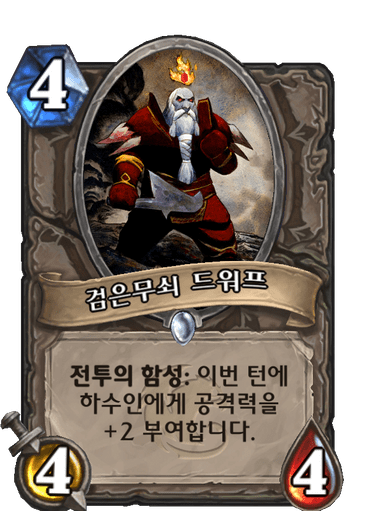 4
검은무쇠 드워프
전투의 함성: 이번 턴에
하수인에게 공격력을
+2 부여합니다.
4
4